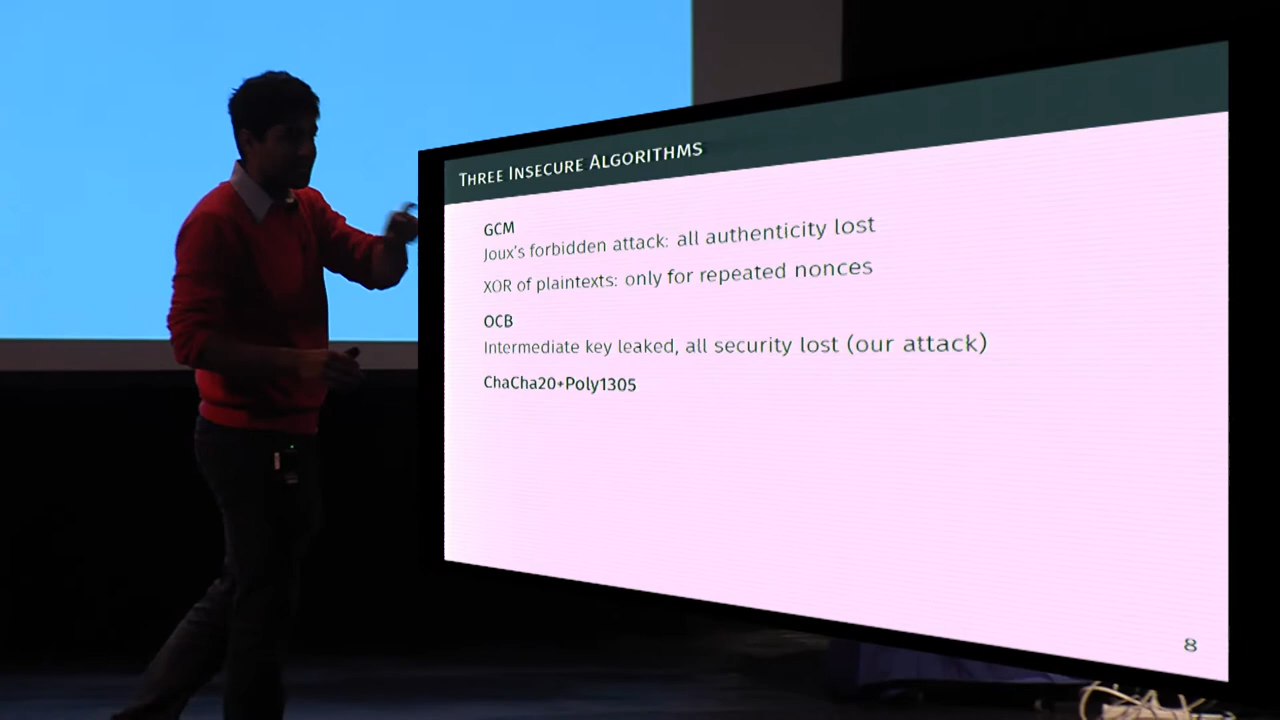 Three Insecure Algorithms
GCM
Joux's forbidden attack: all authenticity lost
XOR of plaintexts: only for repeated nonces
OCB
Intermediate key leaked, all security lost (our attack)
ChaCha20+Poly1305
8